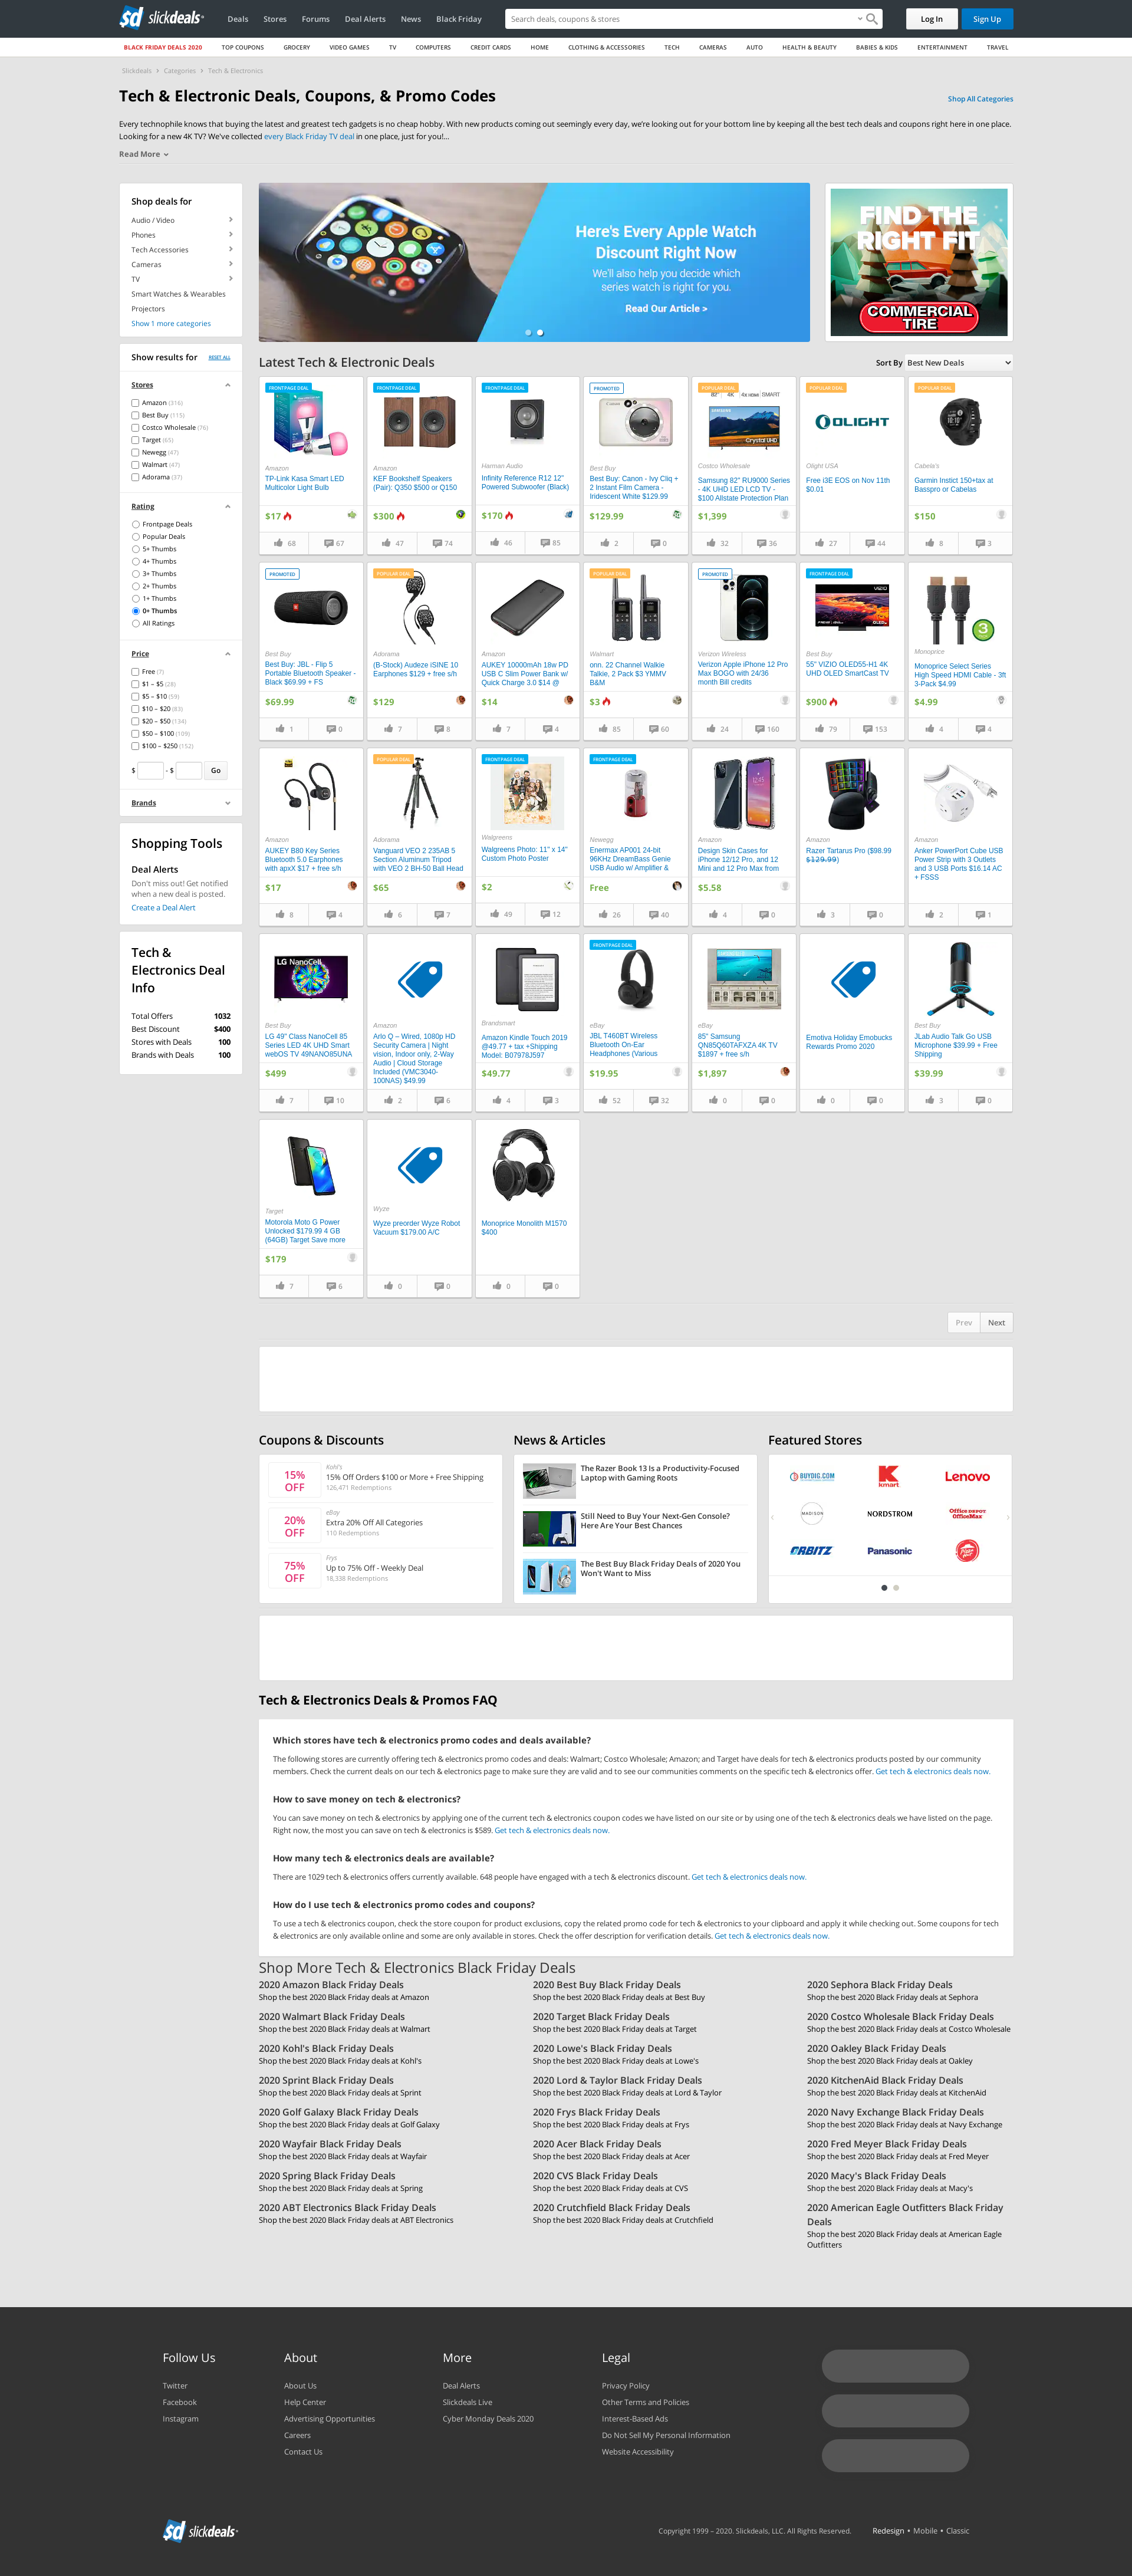 sd slickdeals
Deals Stores Forums Deal Alerts News Black Friday
Search deals, coupons & stores
Log In Sign Up
BLACK FRIDAY DEALS 2020 TOP COUPONS GROCERY VIDEO GAMES TV COMPUTERS CREDIT CARDS HOME CLOTHING & ACCESSORIES TECH CAMERAS AUTO HEALTH & BEAUTY BABIES & KIDS ENTERTAINMENT TRAVEL
Slickdeals › Categories › Tech & Electronics
Tech & Electronic Deals, Coupons, & Promo Codes
Shop All Categories
Every technophile knows that buying the latest and greatest tech gadgets is no cheap hobby. With new products coming out seemingly every day, we're looking out for your bottom line by keeping all the best tech deals and coupons right here in one place.
Looking for a new 4K TV? We've collected every Black Friday TV deal in one place, just for you!...
Read More
Shop deals for
Audio / Video
Phones
Tech Accessories
Cameras
TV
Smart Watches & Wearables
Projectors
Show 1 more categories
Show results for RESET ALL
Stores
Amazon (316)
Best Buy (115)
Costco Wholesale (76)
Target (65)
Newegg (47)
Walmart (47)
Adorama (37)
Rating
Frontpage Deals
Popular Deals
5+ Thumbs
4+ Thumbs
3+ Thumbs
2+ Thumbs
1+ Thumbs
0+ Thumbs
All Ratings
Price
Free (7)
$1 – $5 (28)
$5 – $10 (59)
$10 – $20 (83)
$20 – $50 (134)
$50 – $100 (109)
$100 – $250 (152)
$ - $ Go
Brands
Shopping Tools
Deal Alerts
Don't miss out! Get notified
when a new deal is posted.
Create a Deal Alert
Tech &
Electronics Deal
Info
Total Offers 1032
Best Discount $400
Stores with Deals 100
Brands with Deals 100
Here's Every Apple Watch
Discount Right Now
We'll also help you decide which
series watch is right for you.
Read Our Article >
FIND THE
RIGHT FIT
COMMERCIAL
TIRE
Latest Tech & Electronic Deals
Sort By Best New Deals
FRONTPAGE DEAL
Amazon
TP-Link Kasa Smart LED
Multicolor Light Bulb
$17
68 67
FRONTPAGE DEAL
Amazon
KEF Bookshelf Speakers
(Pair): Q350 $500 or Q150
$300
47 74
FRONTPAGE DEAL
Harman Audio
Infinity Reference R12 12"
Powered Subwoofer (Black)
$170
46 85
PROMOTED
Best Buy
Best Buy: Canon - Ivy Cliq +
2 Instant Film Camera -
Iridescent White $129.99
$129.99
2 0
POPULAR DEAL
82" 4K 4x HDMI SMART
SAMSUNG
Crystal UHD
Costco Wholesale
Samsung 82" RU9000 Series
- 4K UHD LED LCD TV -
$100 Allstate Protection Plan
$1,399
32 36
POPULAR DEAL
OLIGHT
Olight USA
Free i3E EOS on Nov 11th
$0.01
27 44
POPULAR DEAL
Cabela's
Garmin Instict 150+tax at
Basspro or Cabelas
$150
8 3
PROMOTED
Best Buy
Best Buy: JBL - Flip 5
Portable Bluetooth Speaker -
Black $69.99 + FS
$69.99
1 0
POPULAR DEAL
Adorama
(B-Stock) Audeze iSINE 10
Earphones $129 + free s/h
$129
7 8
Amazon
AUKEY 10000mAh 18w PD
USB C Slim Power Bank w/
Quick Charge 3.0 $14 @
$14
7 4
POPULAR DEAL
Walmart
onn. 22 Channel Walkie
Talkie, 2 Pack $3 YMMV
B&M
$3
85 60
PROMOTED
Verizon Wireless
Verizon Apple iPhone 12 Pro
Max BOGO with 24/36
month Bill credits
24 160
FRONTPAGE DEAL
VIZIO
OLED
Best Buy
55" VIZIO OLED55-H1 4K
UHD OLED SmartCast TV
$900
79 153
3
Monoprice
Monoprice Select Series
High Speed HDMI Cable - 3ft
3-Pack $4.99
$4.99
4 4
Amazon
AUKEY B80 Key Series
Bluetooth 5.0 Earphones
with apxX $17 + free s/h
$17
8 4
POPULAR DEAL
Adorama
Vanguard VEO 2 235AB 5
Section Aluminum Tripod
with VEO 2 BH-50 Ball Head
$65
6 7
FRONTPAGE DEAL
Walgreens
Walgreens Photo: 11" x 14"
Custom Photo Poster
$2
49 12
FRONTPAGE DEAL
Newegg
Enermax AP001 24-bit
96KHz DreamBass Genie
USB Audio w/ Amplifier &
Free
26 40
Amazon
Design Skin Cases for
iPhone 12/12 Pro, and 12
Mini and 12 Pro Max from
$5.58
4 0
Amazon
Razer Tartarus Pro ($98.99
$129.99)
3 0
Amazon
Anker PowerPort Cube USB
Power Strip with 3 Outlets
and 3 USB Ports $16.14 AC
+ FSSS
2 1
LG NanoCell
Best Buy
LG 49" Class NanoCell 85
Series LED 4K UHD Smart
webOS TV 49NANO85UNA
$499
7 10
Amazon
Arlo Q – Wired, 1080p HD
Security Camera | Night
vision, Indoor only, 2-Way
Audio | Cloud Storage
Included (VMC3040-
100NAS) $49.99
2 6
Brandsmart
Amazon Kindle Touch 2019
@49.77 + tax +Shipping
Model: B07978J597
$49.77
4 3
FRONTPAGE DEAL
eBay
JBL T460BT Wireless
Bluetooth On-Ear
Headphones (Various
$19.95
52 32
eBay
85" Samsung
QN85Q60TAFXZA 4K TV
$1897 + free s/h
$1,897
0 0
Emotiva Holiday Emobucks
Rewards Promo 2020
0 0
Best Buy
JLab Audio Talk Go USB
Microphone $39.99 + Free
Shipping
$39.99
3 0
Target
Motorola Moto G Power
Unlocked $179.99 4 GB
(64GB) Target Save more
$179
7 6
Wyze
Wyze preorder Wyze Robot
Vacuum $179.00 A/C
0 0
Monoprice Monolith M1570
$400
0 0
Prev Next
Coupons & Discounts
15%
OFF
Kohl's
15% Off Orders $100 or More + Free Shipping
126,471 Redemptions
20%
OFF
eBay
Extra 20% Off All Categories
110 Redemptions
75%
OFF
Frys
Up to 75% Off - Weekly Deal
18,338 Redemptions
News & Articles
The Razor Book 13 Is a Productivity-Focused
Laptop with Gaming Roots
Still Need to Buy Your Next-Gen Console?
Here Are Your Best Chances
The Best Buy Black Friday Deals of 2020 You
Won't Want to Miss
Featured Stores
BUYDIG.COM
kmart
Lenovo
MADISON
NORDSTROM
Office DEPOT
OfficeMax
ORBITZ
Panasonic
Tech & Electronics Deals & Promos FAQ
Which stores have tech & electronics promo codes and deals available?
The following stores are currently offering tech & electronics promo codes and deals: Walmart; Costco Wholesale; Amazon; and Target have deals for tech & electronics products posted by our community
members. Check the current deals on our tech & electronics page to make sure they are valid and to see our communities comments on the specific tech & electronics offer. Get tech & electronics deals now.
How to save money on tech & electronics?
You can save money on tech & electronics by applying one of the current tech & electronics coupon codes we have listed on our site or by using one of the tech & electronics deals we have listed on the page.
Right now, the most you can save on tech & electronics is $589. Get tech & electronics deals now.
How many tech & electronics deals are available?
There are 1029 tech & electronics offers currently available. 648 people have engaged with a tech & electronics discount. Get tech & electronics deals now.
How do I use tech & electronics promo codes and coupons?
To use a tech & electronics coupon, check the store coupon for product exclusions, copy the related promo code for tech & electronics to your clipboard and apply it while checking out. Some coupons for tech
& electronics are only available online and some are only available in stores. Check the offer description for verification details. Get tech & electronics deals now.
Shop More Tech & Electronics Black Friday Deals
2020 Amazon Black Friday Deals
Shop the best 2020 Black Friday deals at Amazon
2020 Best Buy Black Friday Deals
Shop the best 2020 Black Friday deals at Best Buy
2020 Sephora Black Friday Deals
Shop the best 2020 Black Friday deals at Sephora
2020 Walmart Black Friday Deals
Shop the best 2020 Black Friday deals at Walmart
2020 Target Black Friday Deals
Shop the best 2020 Black Friday deals at Target
2020 Costco Wholesale Black Friday Deals
Shop the best 2020 Black Friday deals at Costco Wholesale
2020 Kohl's Black Friday Deals
Shop the best 2020 Black Friday deals at Kohl's
2020 Lowe's Black Friday Deals
Shop the best 2020 Black Friday deals at Lowe's
2020 Oakley Black Friday Deals
Shop the best 2020 Black Friday deals at Oakley
2020 Sprint Black Friday Deals
Shop the best 2020 Black Friday deals at Sprint
2020 Lord & Taylor Black Friday Deals
Shop the best 2020 Black Friday deals at Lord & Taylor
2020 KitchenAid Black Friday Deals
Shop the best 2020 Black Friday deals at KitchenAid
2020 Golf Galaxy Black Friday Deals
Shop the best 2020 Black Friday deals at Golf Galaxy
2020 Frys Black Friday Deals
Shop the best 2020 Black Friday deals at Frys
2020 Navy Exchange Black Friday Deals
Shop the best 2020 Black Friday deals at Navy Exchange
2020 Wayfair Black Friday Deals
Shop the best 2020 Black Friday deals at Wayfair
2020 Acer Black Friday Deals
Shop the best 2020 Black Friday deals at Acer
2020 Fred Meyer Black Friday Deals
Shop the best 2020 Black Friday deals at Fred Meyer
2020 Spring Black Friday Deals
Shop the best 2020 Black Friday deals at Spring
2020 CVS Black Friday Deals
Shop the best 2020 Black Friday deals at CVS
2020 Macy's Black Friday Deals
Shop the best 2020 Black Friday deals at Macy's
2020 ABT Electronics Black Friday Deals
Shop the best 2020 Black Friday deals at ABT Electronics
2020 Crutchfield Black Friday Deals
Shop the best 2020 Black Friday deals at Crutchfield
2020 American Eagle Outfitters Black Friday
Deals
Shop the best 2020 Black Friday deals at American Eagle
Outfitters
Follow Us
Twitter
Facebook
Instagram
About
About Us
Help Center
Advertising Opportunities
Careers
Contact Us
More
Deal Alerts
Slickdeals Live
Cyber Monday Deals 2020
Legal
Privacy Policy
Other Terms and Policies
Interest-Based Ads
Do Not Sell My Personal Information
Website Accessibility
sd slickdeals
Copyright 1999 – 2020. Slickdeals, LLC. All Rights Reserved. Redesign • Mobile • Classic